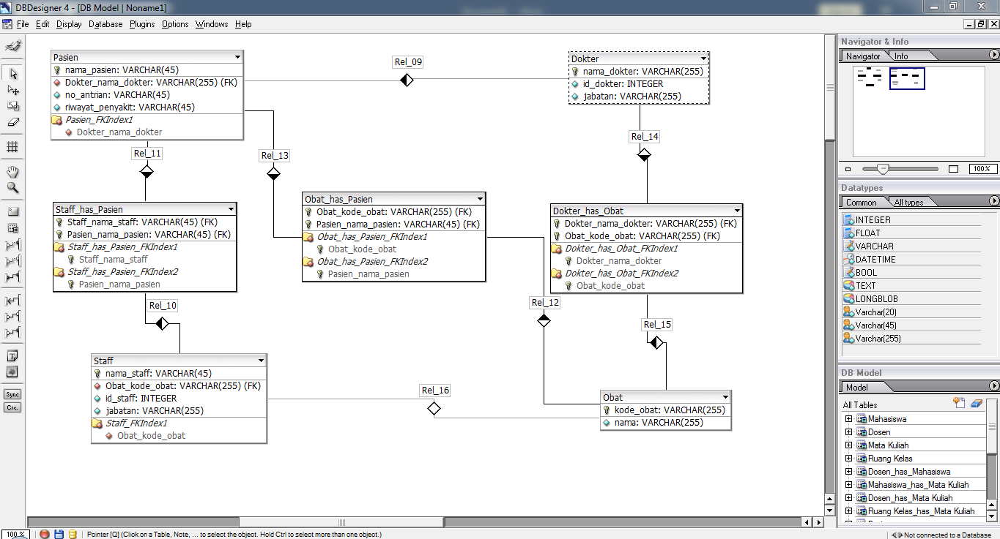 DBDesigner 4 - [DB Model | Noname1]
File Edit Display Database Plugins Options Windows Help
Pasien
nama_pasien: VARCHAR(45)
Dokter_nama_dokter: VARCHAR(255) (FK)
no_antrian: VARCHAR(45)
riwayat_penyakit: VARCHAR(45)
Pasien_FKIndex1
Dokter_nama_dokter
Rel_09
Dokter
nama_dokter: VARCHAR(255)
id_dokter: INTEGER
jabatan: VARCHAR(255)
Rel_11
Rel_13
Rel_14
Staff_has_Pasien
Staff_nama_staff: VARCHAR(45) (FK)
Pasien_nama_pasien: VARCHAR(45) (FK)
Staff_has_Pasien_FKIndex1
Staff_nama_staff
Staff_has_Pasien_FKIndex2
Pasien_nama_pasien
Obat_has_Pasien
Obat_kode_obat: VARCHAR(255) (FK)
Pasien_nama_pasien: VARCHAR(45) (FK)
Obat_has_Pasien_FKIndex1
Obat_kode_obat
Obat_has_Pasien_FKIndex2
Pasien_nama_pasien
Dokter_has_Obat
Dokter_nama_dokter: VARCHAR(255) (FK)
Obat_kode_obat: VARCHAR(255) (FK)
Dokter_has_Obat_FKIndex1
Dokter_nama_dokter
Dokter_has_Obat_FKIndex2
Obat_kode_obat
Rel_10
Rel_12
Rel_15
Staff
nama_staff: VARCHAR(45)
Obat_kode_obat: VARCHAR(255) (FK)
id_staff: INTEGER
jabatan: VARCHAR(255)
Staff_FKIndex1
Obat_kode_obat
Rel_16
Obat
kode_obat: VARCHAR(255)
nama: VARCHAR(255)
Sync
Cre.
Navigator & Info
Navigator Info
100%
Datatypes
Common All types
INTEGER
FLOAT
VARCHAR
DATETIME
BOOL
TEXT
LONGBLOB
Varchar(20)
Varchar(45)
Varchar(255)
DB Model
Model
All Tables
Mahasiswa
Dosen
Mata Kuliah
Ruang Kelas
Dosen_has_Mahasiswa
Mahasiswa_has_Mata Kuliah
Dosen_has_Mata Kuliah
Ruang Kelas_has_Mata Kuliah
100 %
Pointer [Q] (Click on a Table, Note, ... to select the object. Hold Ctrl to select more than one object.)
Not connected to a Database